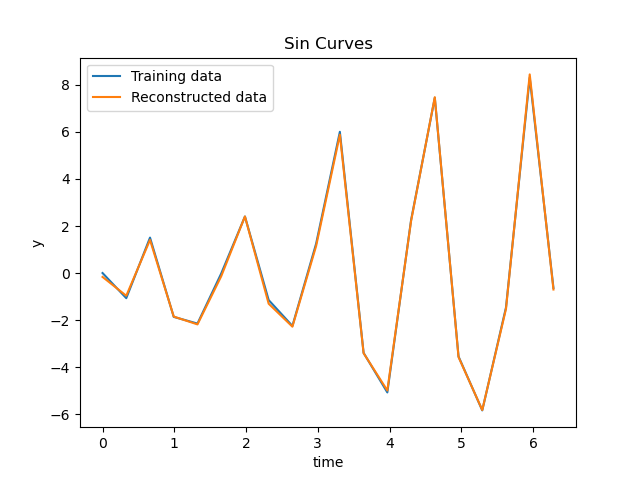 Sin Curves
Training data
Reconstructed data
8
6
4
2
0
−2
−4
−6
y
0 1 2 3 4 5 6
time